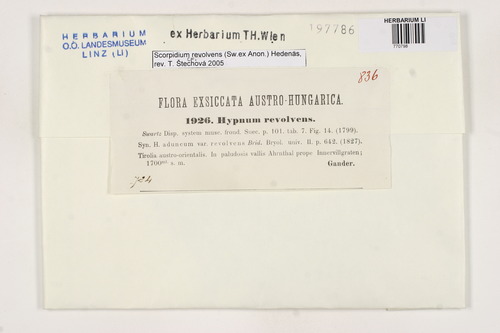 HERBARIUM
O.Ö. LANDESMUSEUM
LINZ (LI)
ex Herbarium TH.Wien
197786
HERBARIUM LI
770796
Scorpidium revolvens (Sw.ex Anon.) Hedenäs,
rev. T. Štechová 2005
836
FLORA EXSICCATA AUSTRO-HUNGARICA.
1926. Hypnum revolvens.
Swartz Disp. system musc. frond. Suec. p. 101. tab. 7. Fig. 14. (1799).
Syn. H. aduncum var. revolvens Brid. Bryol. univ. II. p. 642. (1827).
Tirolia austro-orientalis. In paludosis vallis Ahrnthal prope Innervillgraten;
1700 s. m.
Gander.
724